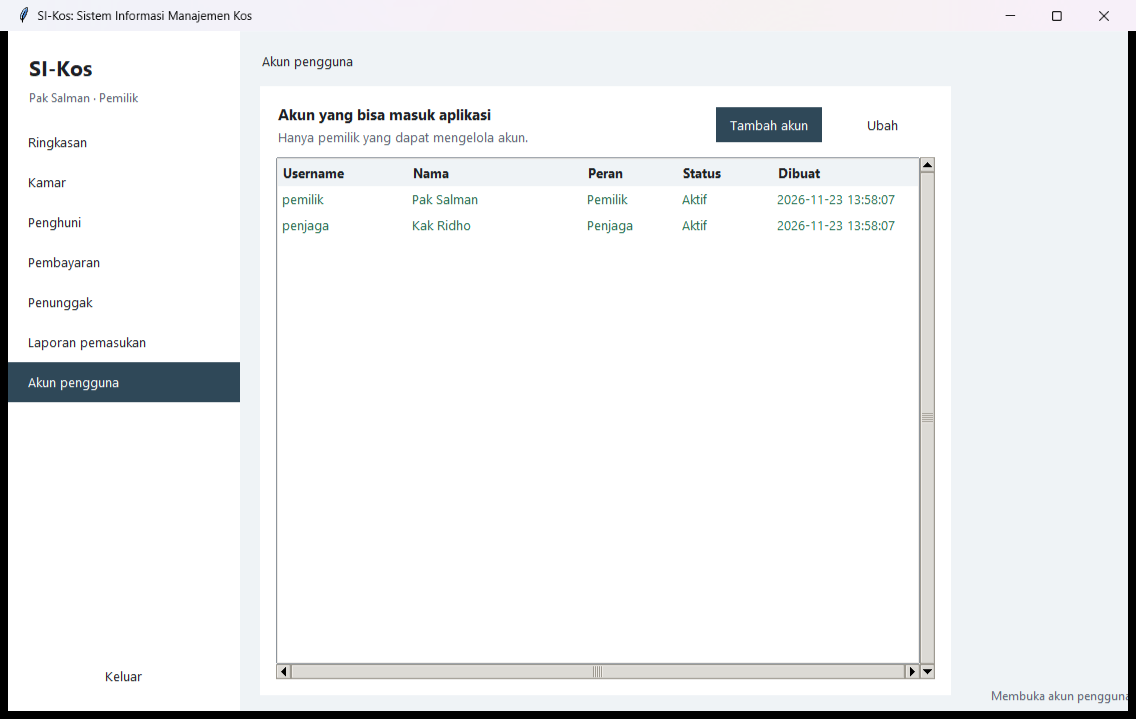 SI-Kos: Sistem Informasi Manajemen Kos
SI-Kos
Pak Salman · Pemilik
Ringkasan
Kamar
Penghuni
Pembayaran
Penunggak
Laporan pemasukan
Akun pengguna
Keluar
Akun pengguna
Akun yang bisa masuk aplikasi
Hanya pemilik yang dapat mengelola akun.
Tambah akun
Ubah
Username Nama Peran Status Dibuat
pemilik Pak Salman Pemilik Aktif 2026-11-23 13:58:07
penjaga Kak Ridho Penjaga Aktif 2026-11-23 13:58:07
Membuka akun pengguna